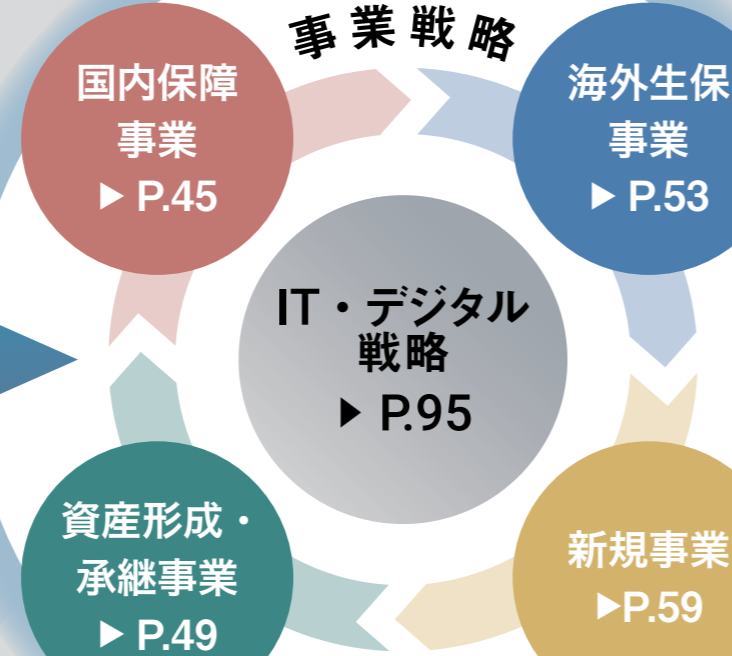 事業戦略
国内保障
事業
▶ P.45
海外生保
事業
▶ P.53
IT・デジタル
戦略
▶ P.95
資産形成・
承継事業
▶ P.49
新規事業
▶P.59